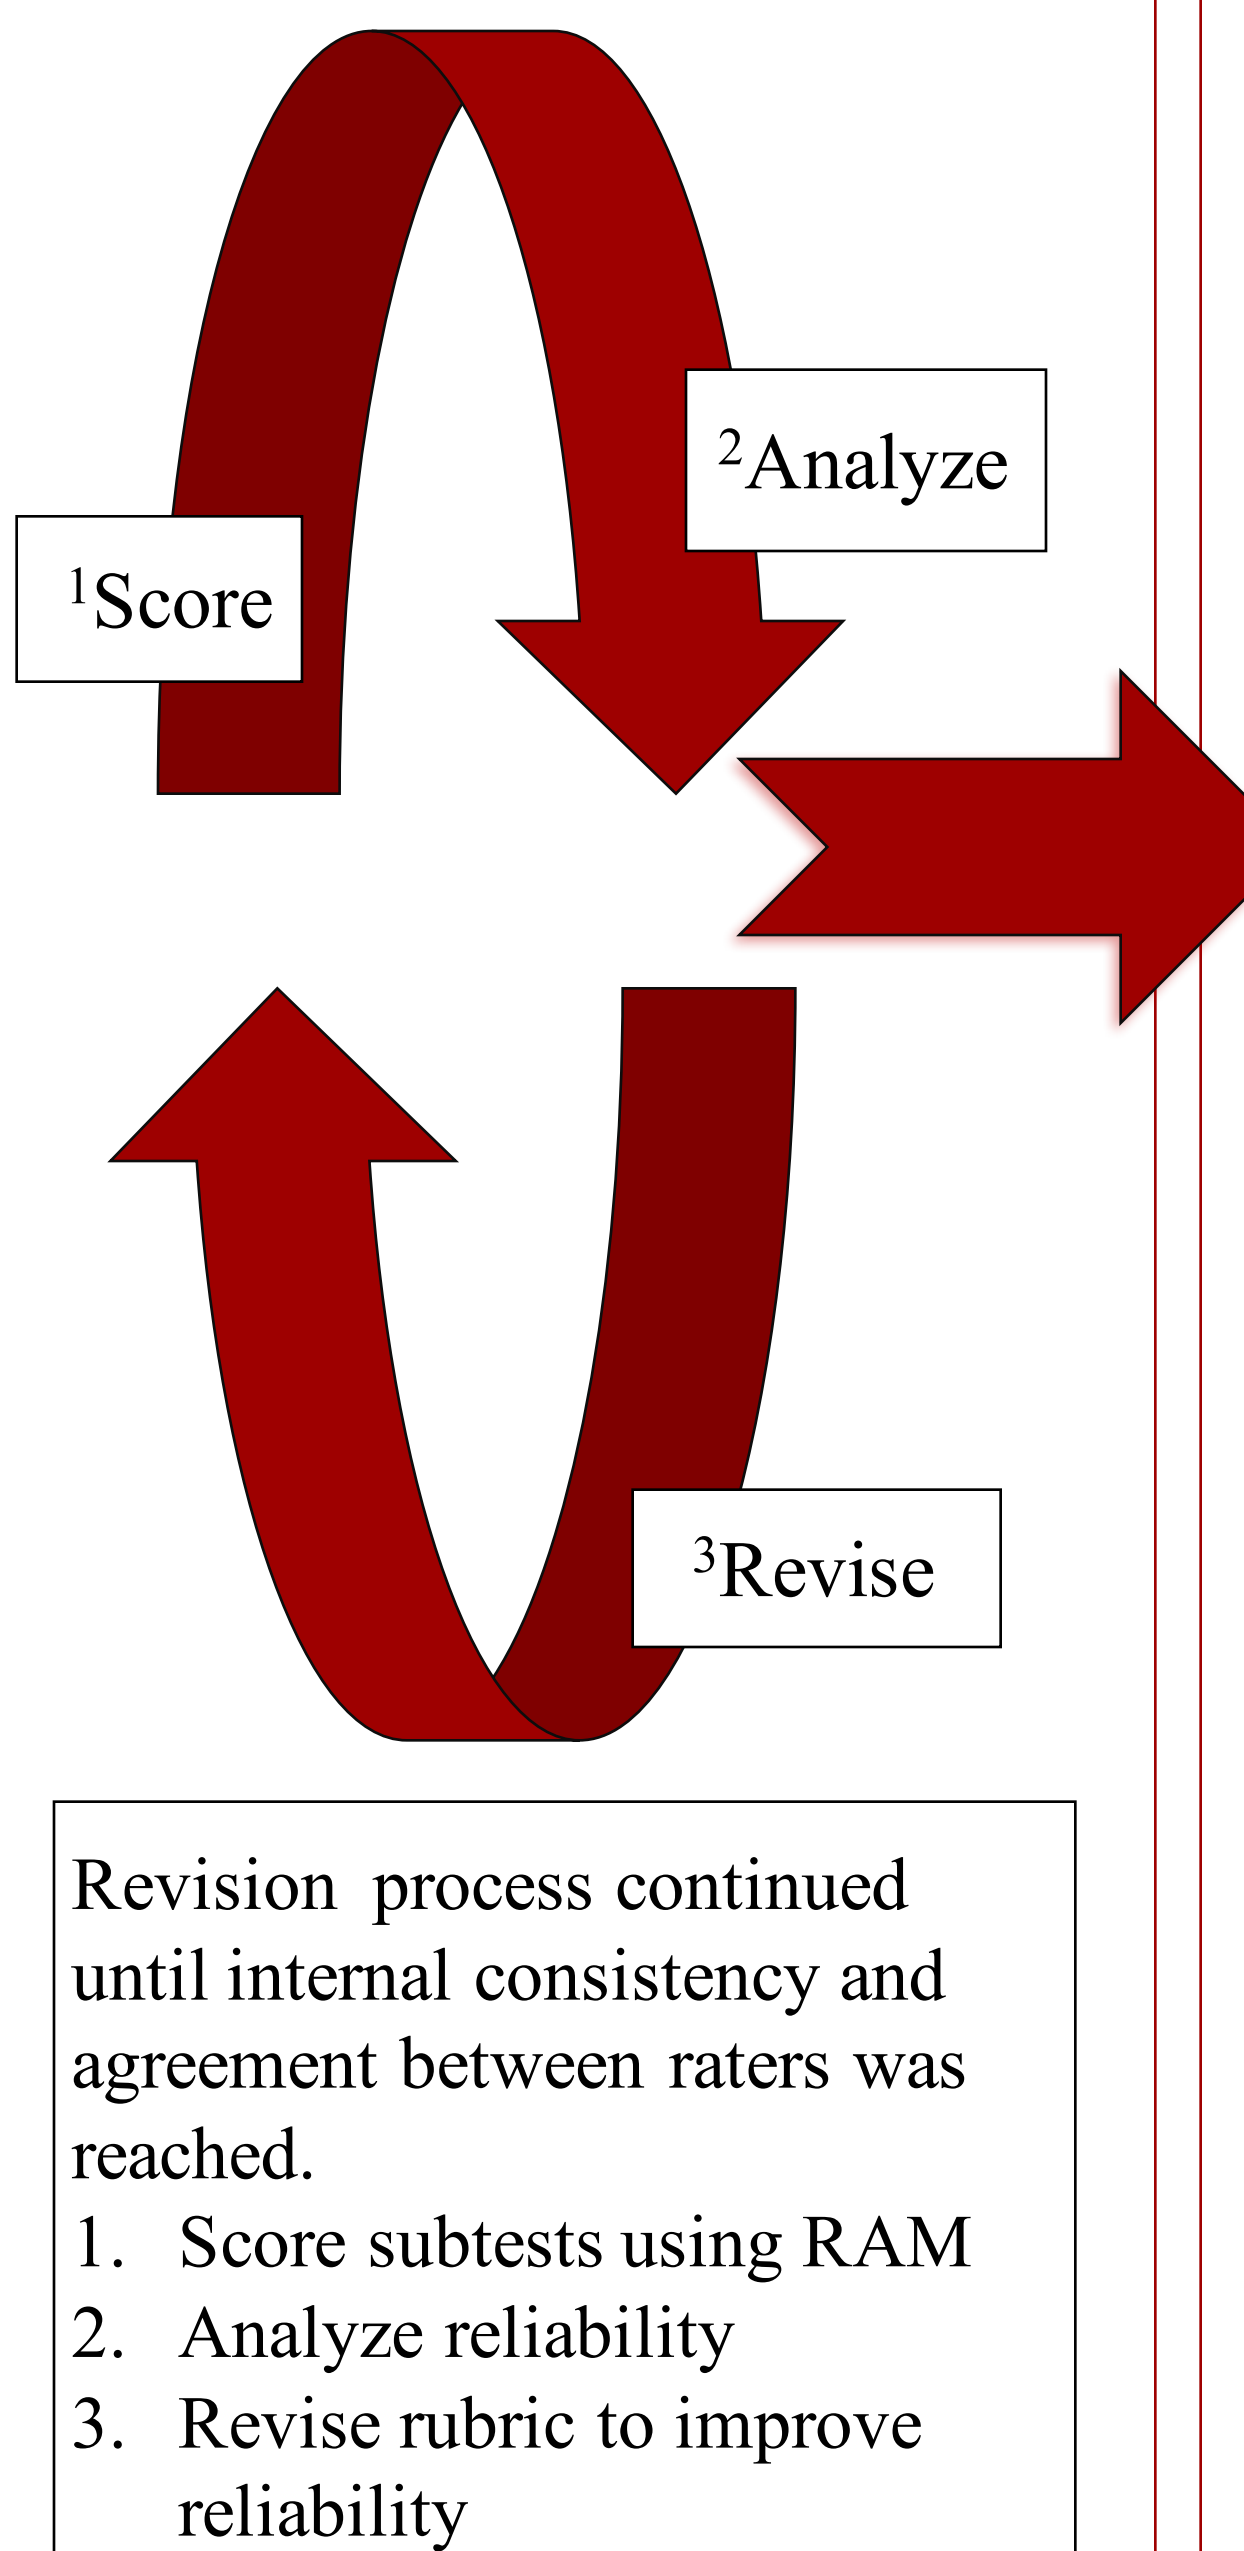 ²Analyze
¹Score
³Revise
Revision process continued
until internal consistency and
agreement between raters was
reached.
1. Score subtests using RAM
2. Analyze reliability
3. Revise rubric to improve
reliability